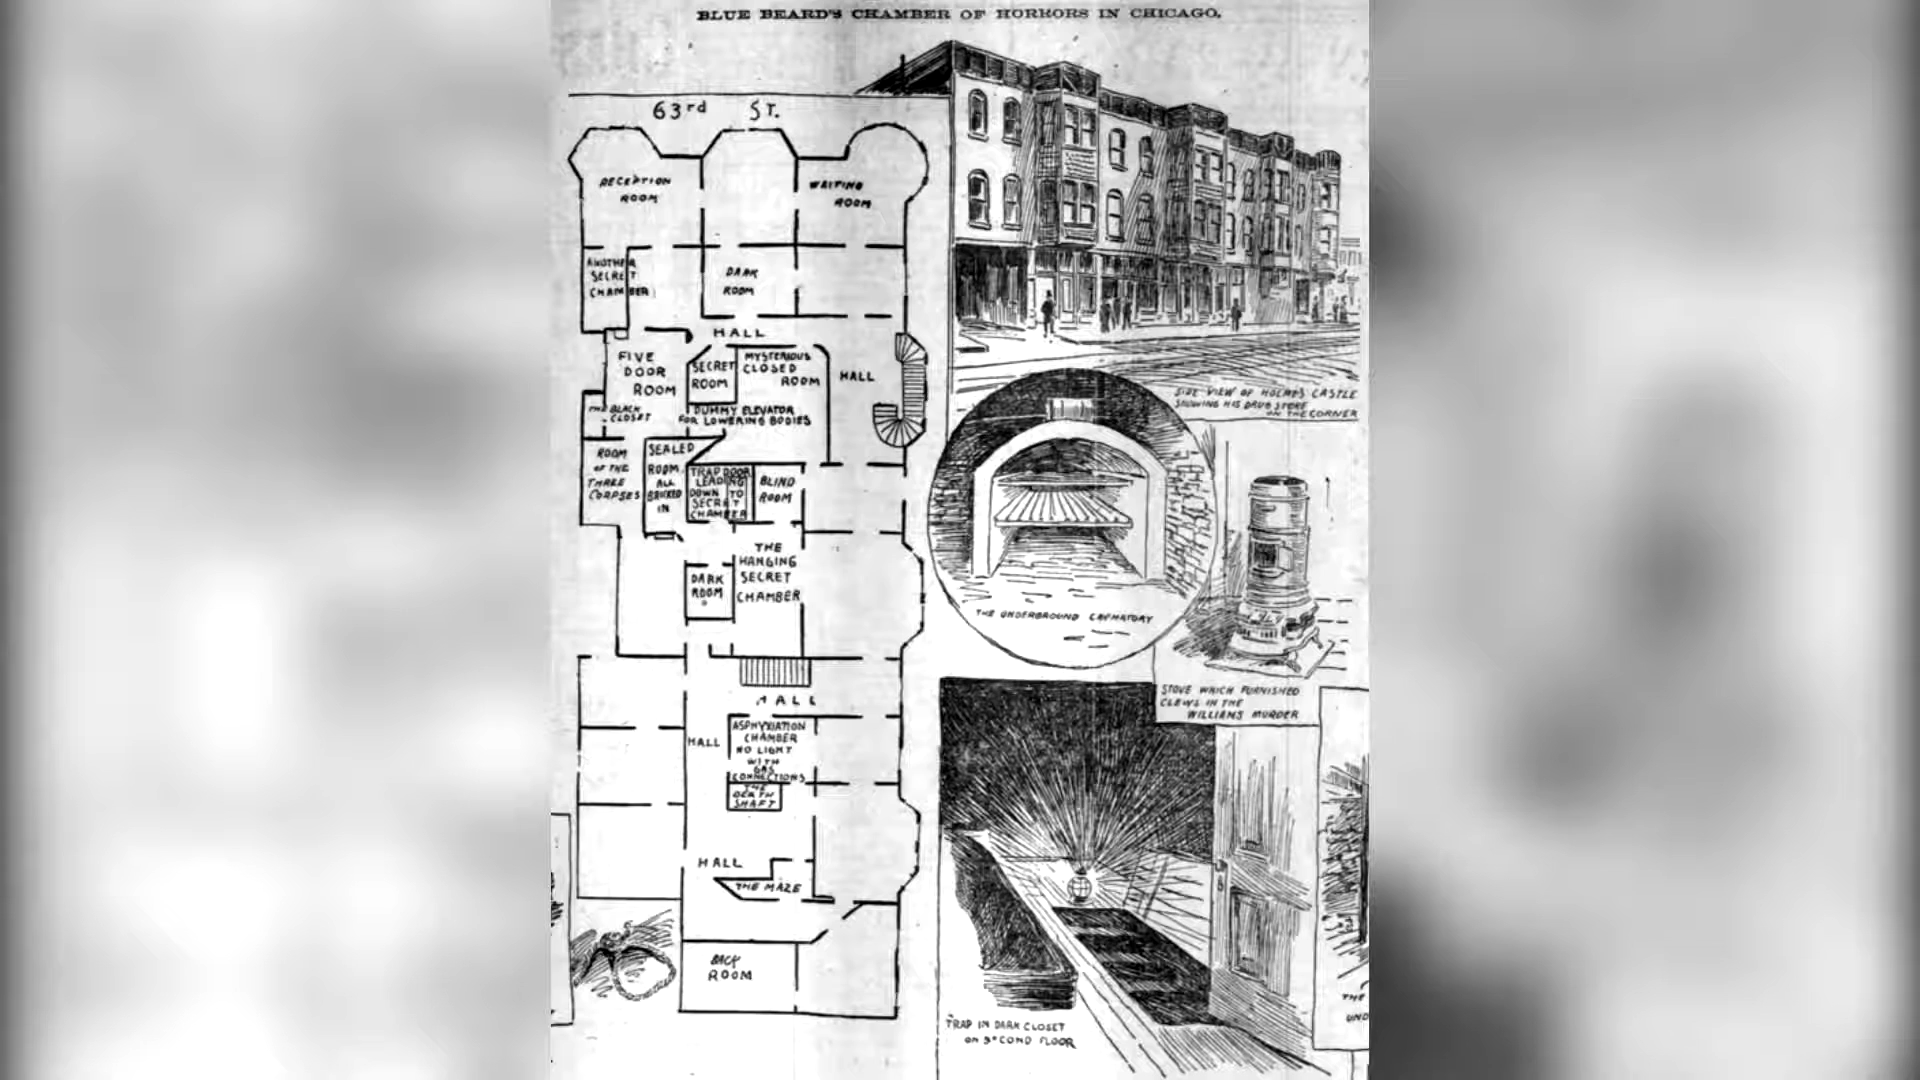 BLUE BEARD'S CHAMBER OF HORRORS IN CHICAGO.
63rd ST.
RECEPTION
ROOM
WAITING
ROOM
ANOTHER
SECRET
CHAMBER
DARK
ROOM
HALL
FIVE
DOOR
ROOM
SECRET
ROOM
MYSTERIOUS
CLOSED
ROOM
HALL
THE BLACK
CLOSET
DUMMY ELEVATOR
FOR LOWERING BODIES
ROOM
OF THE
THREE
CORPSES
SEALED
ROOM
ALL
BRICKED
IN
TRAP DOOR
LEADING
DOWN TO
SECRET
CHAMBER
BLIND
ROOM
THE
HANGING
SECRET
CHAMBER
DARK
ROOM
HALL
HALL
ASPHYXIATION
CHAMBER
NO LIGHT
WITH
GAS
CONNECTIONS
THE
DEATH
SHAFT
HALL
THE MAZE
BACK
ROOM
SIDE VIEW OF HOLMES CASTLE
SHOWING HIS DRUG STORE
ON THE CORNER
THE UNDERGROUND CREMATORY
STOVE WHICH FURNISHED
CLEWS IN THE
WILLIAMS MURDER
TRAP IN DARK CLOSET
ON SECOND FLOOR
THE
UND